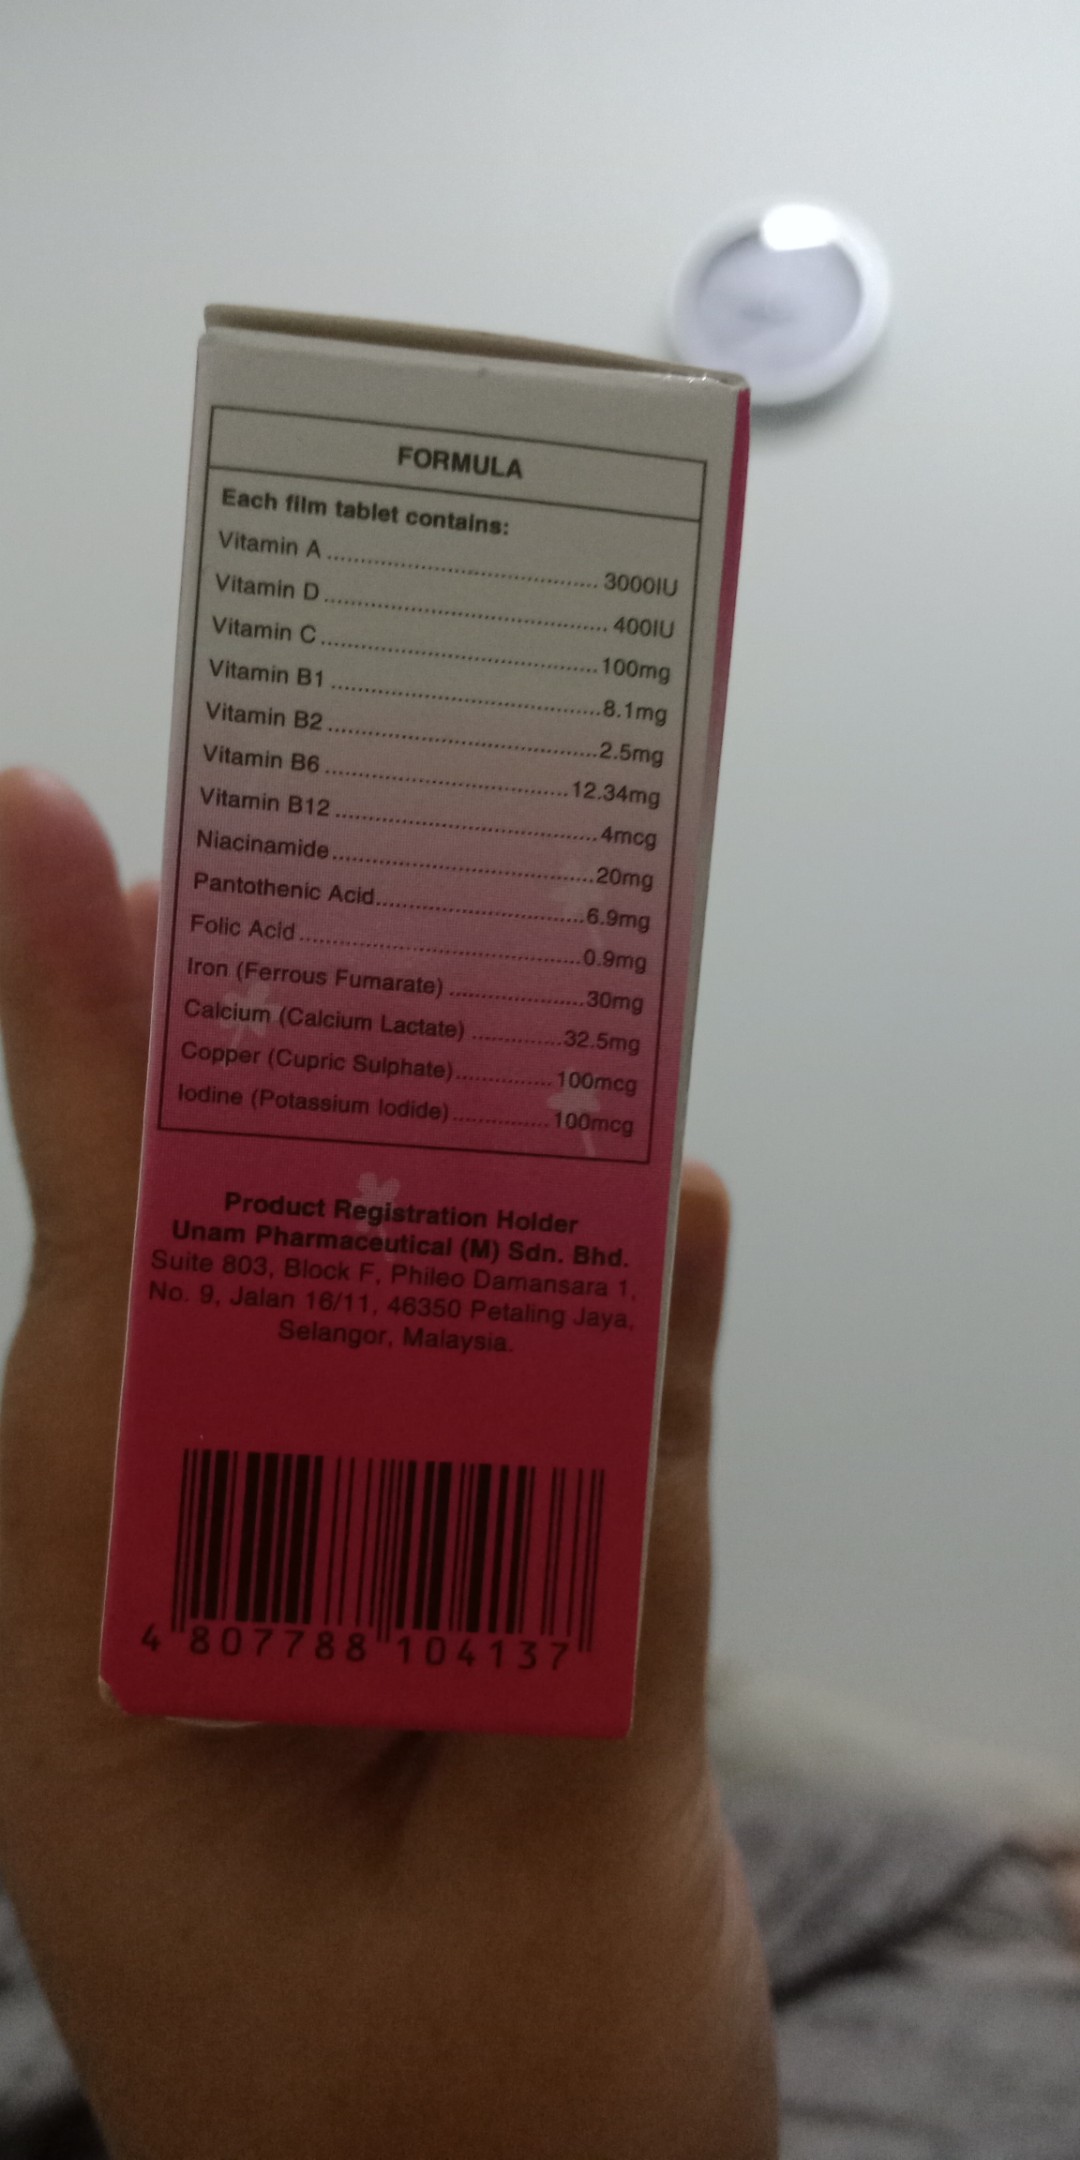 FORMULA
Each film tablet contains:
Vitamin A ........................................ 3000IU
Vitamin D .......................................... 400IU
Vitamin C ......................................... 100mg
Vitamin B1 ........................................ 8.1mg
Vitamin B2 ........................................ 2.5mg
Vitamin B6 .................................... 12.34mg
Vitamin B12 ....................................... 4mcg
Niacinamide ....................................... 20mg
Pantothenic Acid ............................... 6.9mg
Folic Acid .......................................... 0.9mg
Iron (Ferrous Fumarate) .................... 30mg
Calcium (Calcium Lactate) ............. 32.5mg
Copper (Cupric Sulphate) .............. 100mcg
Iodine (Potassium Iodide) .............. 100mcg
Product Registration Holder
Unam Pharmaceutical (M) Sdn. Bhd.
Suite 803, Block F, Phileo Damansara 1,
No. 9, Jalan 16/11, 46350 Petaling Jaya,
Selangor, Malaysia.
4 807788 104137